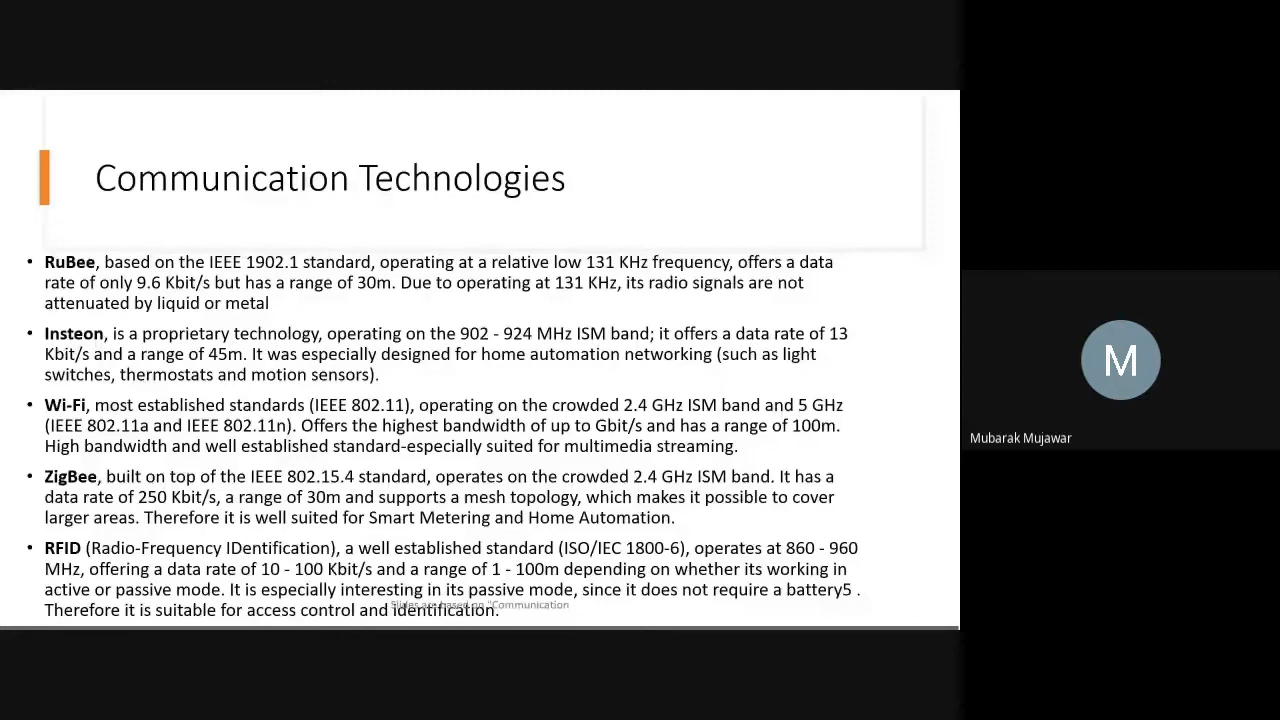 Communication Technologies
• RuBee, based on the IEEE 1902.1 standard, operating at a relative low 131 KHz frequency, offers a data
rate of only 9.6 Kbit/s but has a range of 30m. Due to operating at 131 KHz, its radio signals are not
attenuated by liquid or metal
• Insteon, is a proprietary technology, operating on the 902 - 924 MHz ISM band; it offers a data rate of 13
Kbit/s and a range of 45m. It was especially designed for home automation networking (such as light
switches, thermostats and motion sensors).
• Wi-Fi, most established standards (IEEE 802.11), operating on the crowded 2.4 GHz ISM band and 5 GHz
(IEEE 802.11a and IEEE 802.11n). Offers the highest bandwidth of up to Gbit/s and has a range of 100m.
High bandwidth and well established standard-especially suited for multimedia streaming.
• ZigBee, built on top of the IEEE 802.15.4 standard, operates on the crowded 2.4 GHz ISM band. It has a
data rate of 250 Kbit/s, a range of 30m and supports a mesh topology, which makes it possible to cover
larger areas. Therefore it is well suited for Smart Metering and Home Automation.
• RFID (Radio-Frequency IDentification), a well established standard (ISO/IEC 1800-6), operates at 860 - 960
MHz, offering a data rate of 10 - 100 Kbit/s and a range of 1 - 100m depending on whether its working in
active or passive mode. It is especially interesting in its passive mode, since it does not require a battery5 .
Therefore it is suitable for access control and identification.
Slides are based on "Communication
M
Mubarak Mujawar